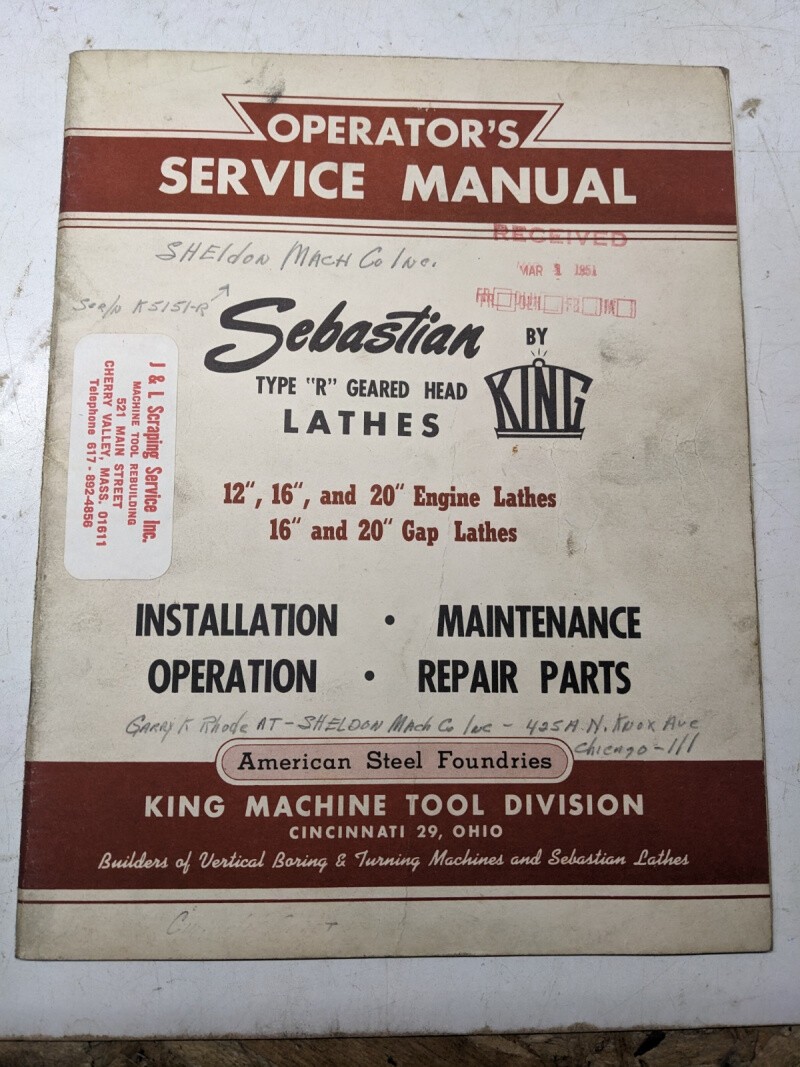 OPERATOR'S
SERVICE MANUAL
RECEIVED
MAR 1951
SHEldon MACH Co Inc.
Ser/n K5151-R
Sebastian BY
KING
TYPE "R" GEARED HEAD
LATHES
J & L Scraping Service Inc.
MACHINE TOOL REBUILDING
521 MAIN STREET
CHERRY VALLEY, MASS. 01611
Telephone 617-892-4856
12", 16", and 20" Engine Lathes
16" and 20" Gap Lathes
INSTALLATION • MAINTENANCE
OPERATION • REPAIR PARTS
GARRY K Rhode AT - SHELDON Mach Co Inc - N. Knox Ave
Chicago - Ill
American Steel Foundries
KING MACHINE TOOL DIVISION
CINCINNATI 29, OHIO
Builders of Vertical Boring & Turning Machines and Sebastian Lathes